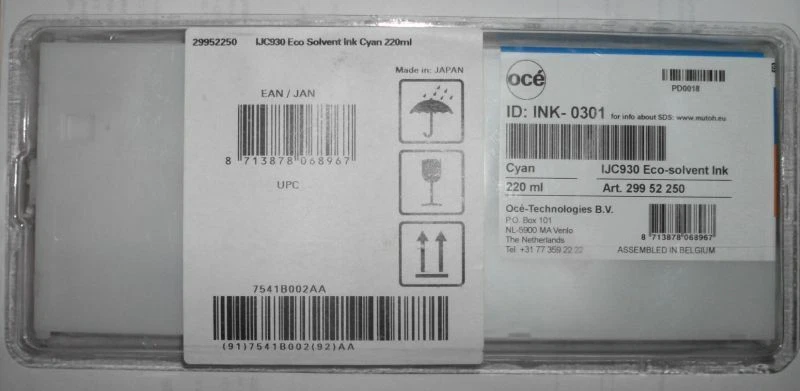 29952250 IJC930 Eco Solvent Ink Cyan 220ml
Made in: JAPAN
EAN / JAN
8 713878 068967
UPC
7541B002AA
(91)7541B002(92)AA
océ
PD0018
ID: INK- 0301 for info about SDS: www.mutoh.eu
Cyan IJC930 Eco-solvent Ink
220 ml Art. 299 52 250
Océ-Technologies B.V.
P.O. Box 101
NL-5900 MA Venlo
The Netherlands
Tel: +31 77 359 22 22
8 713878 068967
ASSEMBLED IN BELGIUM